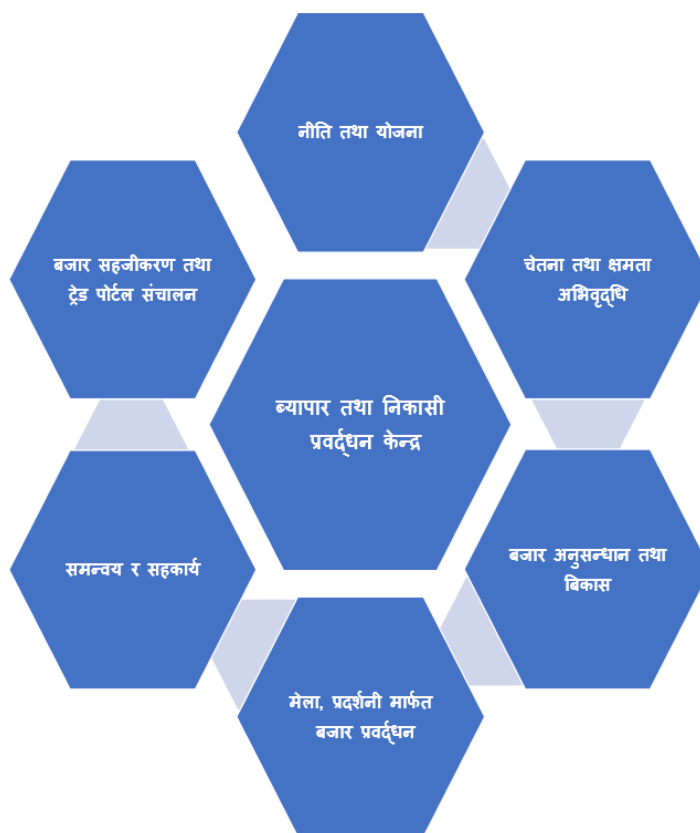 नीति तथा योजना
चेतना तथा क्षमता
अभिवृद्धि
बजार अनुसन्धान तथा
बिकास
मेला, प्रदर्शनी मार्फत
बजार प्रवर्द्धन
समन्वय र सहकार्य
बजार सहजीकरण तथा
ट्रेड पोर्टल संचालन
ब्यापार तथा निकासी
प्रवर्द्धन केन्द्र